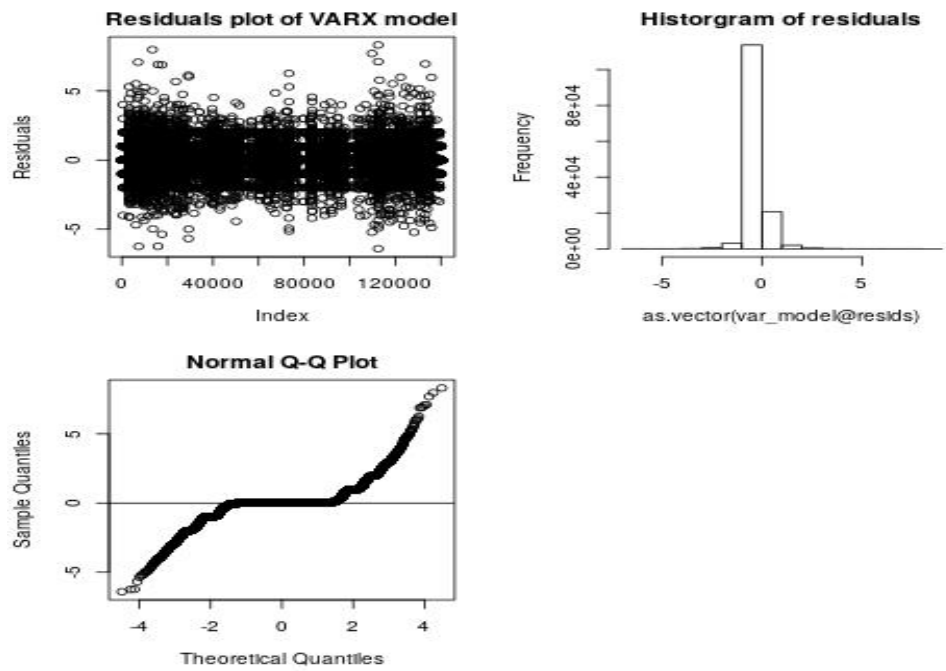 Residuals plot of VARX model
Residuals
5
0
-5
0
40000
80000
120000
Index
Historgram of residuals
Frequency
8e+04
4e+04
0e+00
-5
0
5
as.vector(var_model@resids)
Normal Q-Q Plot
Sample Quantiles
5
0
-5
-4
-2
0
2
4
Theoretical Quantiles